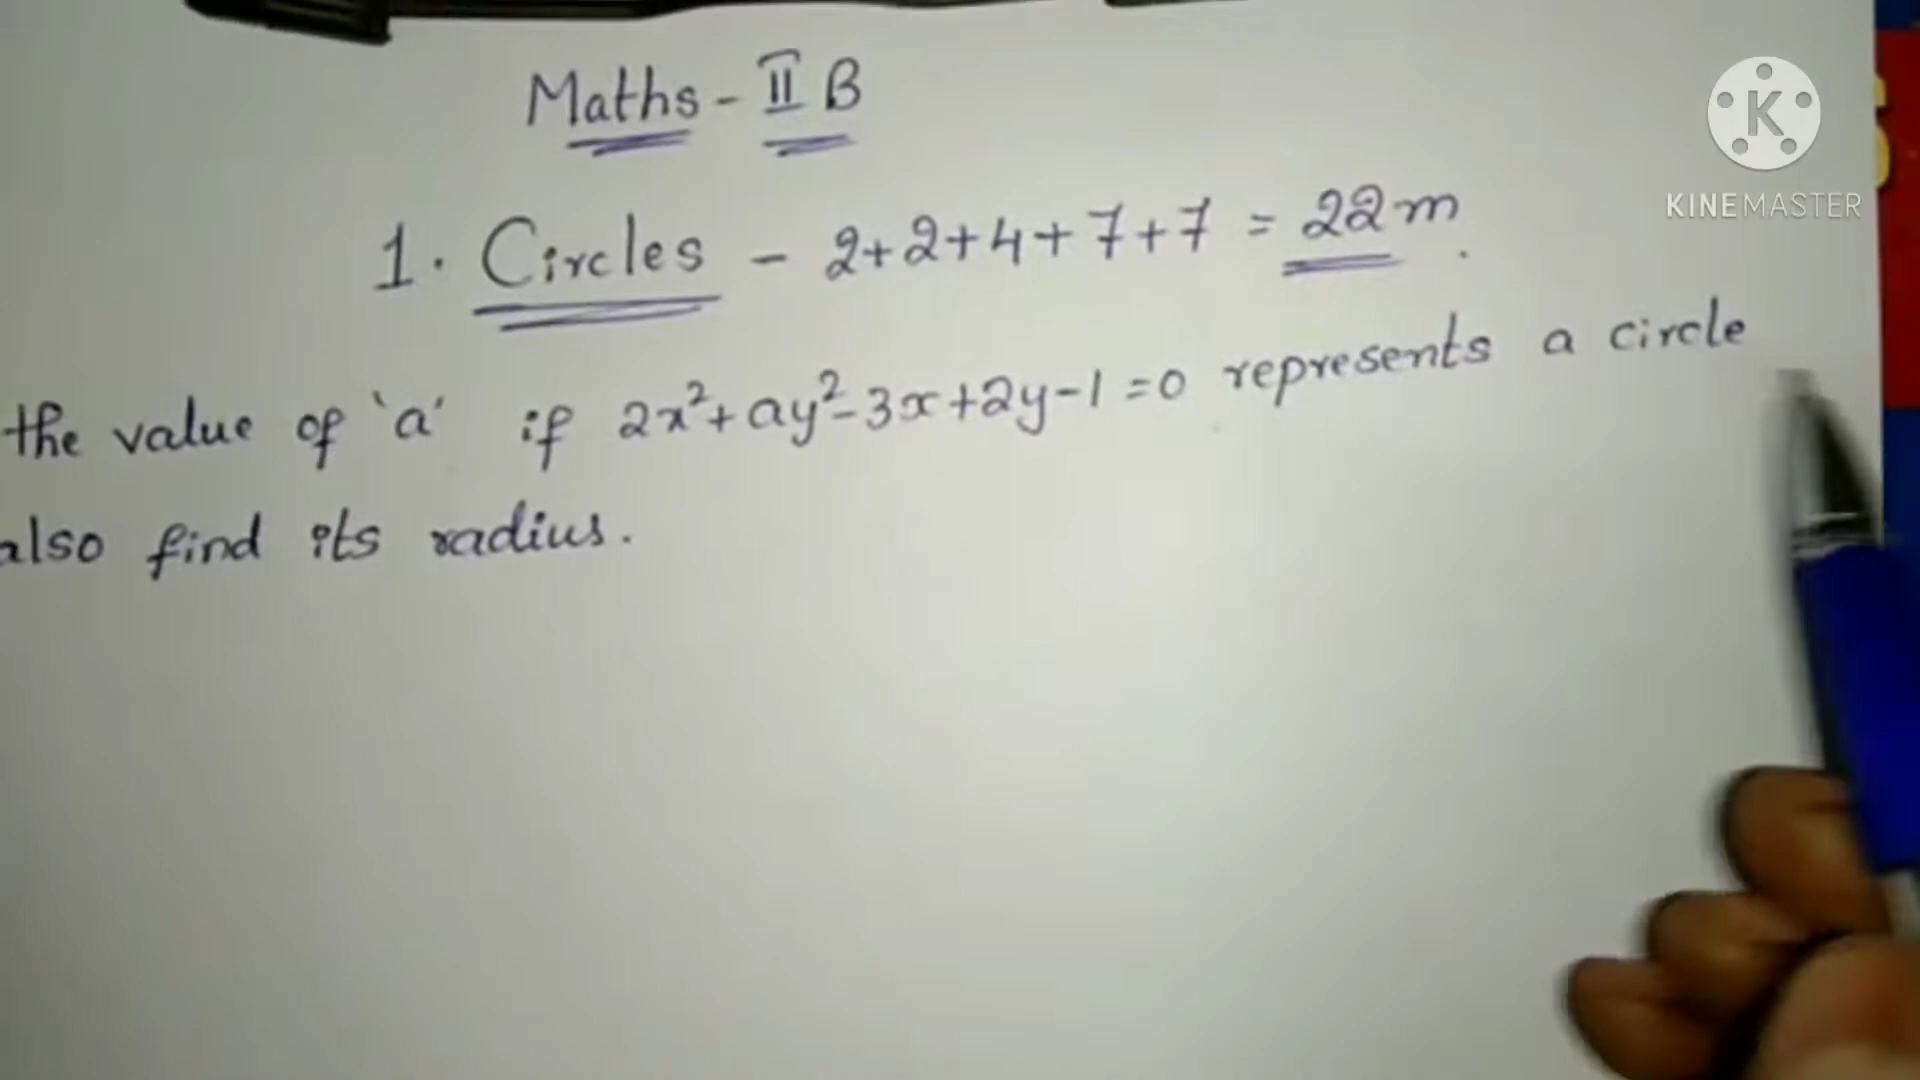 Maths - II B
K
KINEMASTER
1. Circles - 2+2+4+7+7 = 22m.
the value of 'a' if 2x²+ay²-3x+2y-1=0 represents a circle
also find its radius.